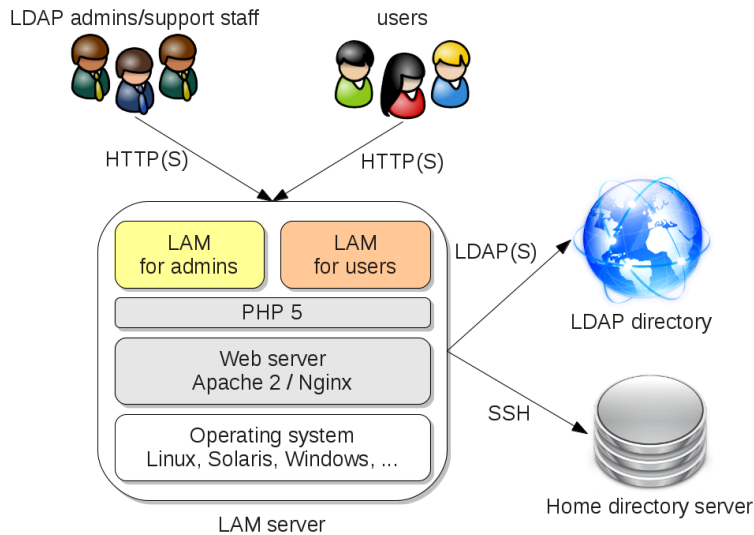 LDAP admins/support staff
users
HTTP(S)
HTTP(S)
LAM
for admins
LAM
for users
LDAP(S)
PHP 5
LDAP directory
Web server
Apache 2 / Nginx
SSH
Operating system
Linux, Solaris, Windows, ...
Home directory server
LAM server